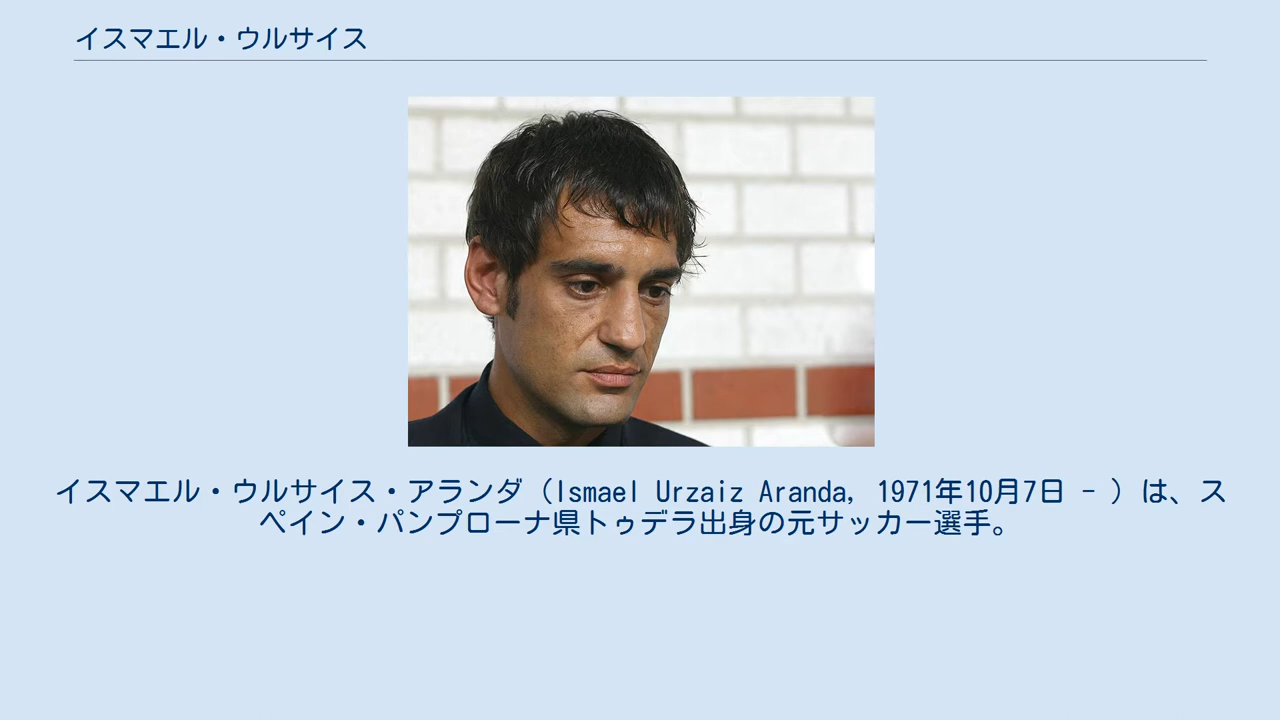 イスマエル・ウルサイス
イスマエル・ウルサイス・アランダ（Ismael Urzaiz Aranda, 1971年10月7日 - ）は、ス
ペイン・パンプローナ県トゥデラ出身の元サッカー選手。